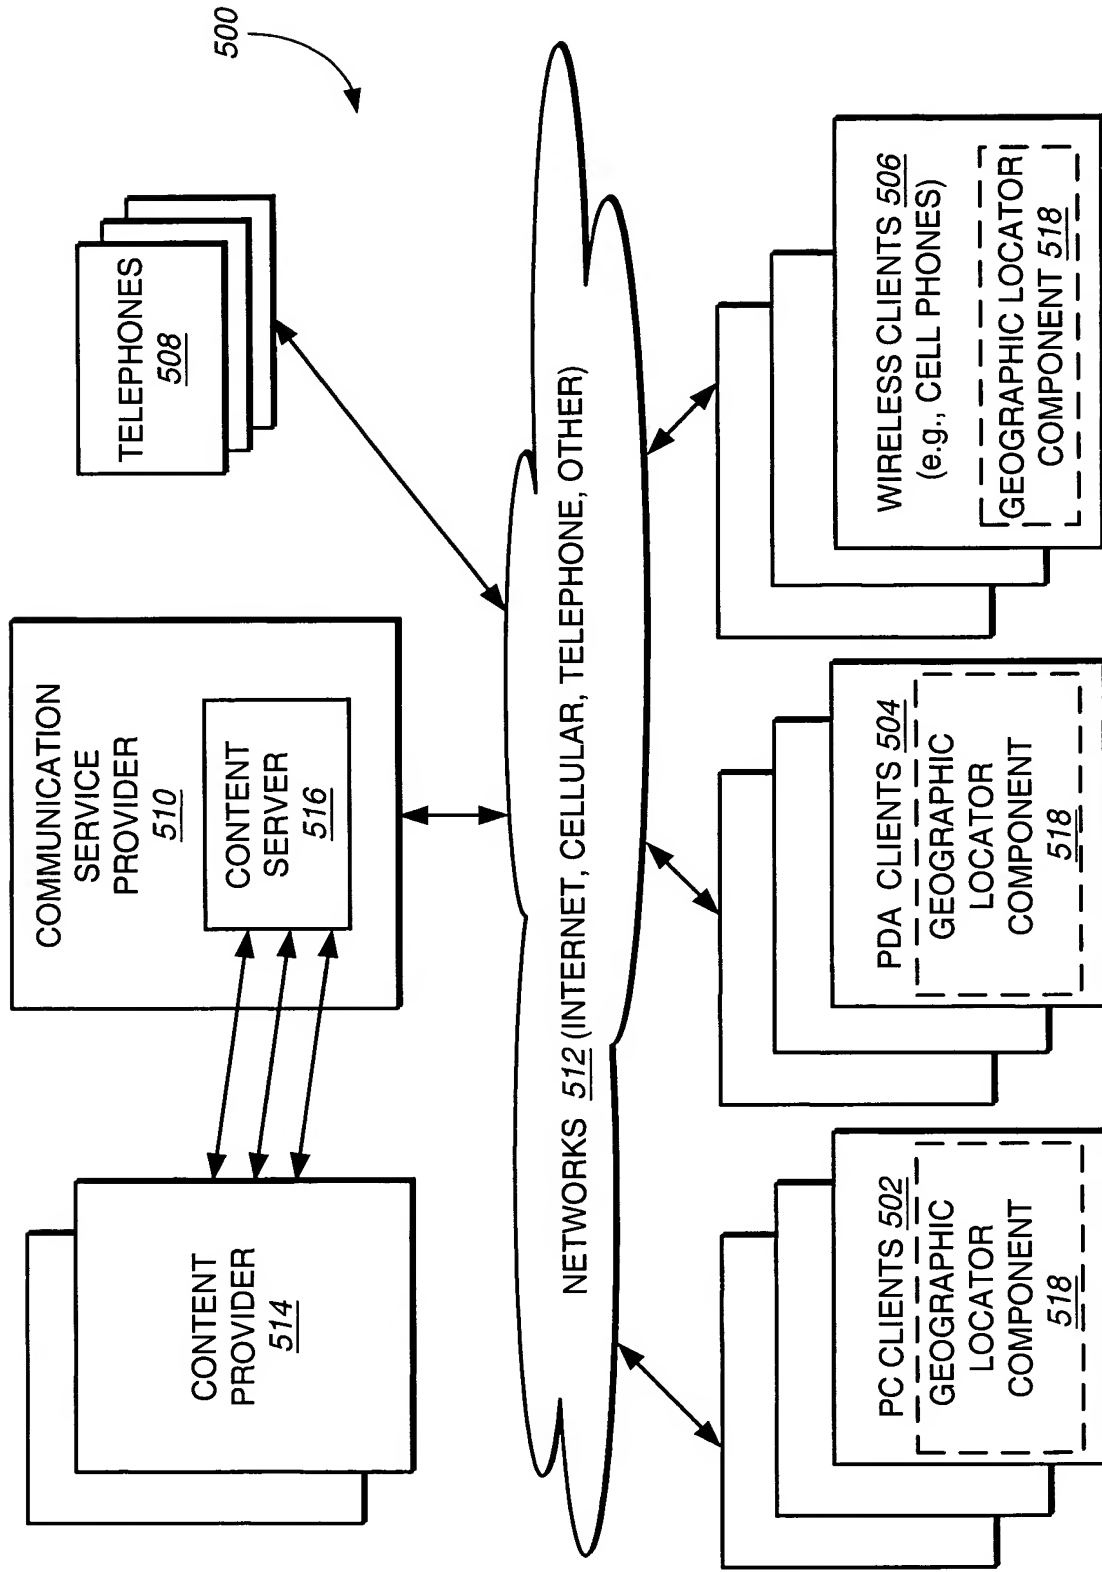 500
CONTENT
PROVIDER
514
COMMUNICATION
SERVICE
PROVIDER
510
CONTENT
SERVER
516
TELEPHONES
508
NETWORKS 512 (INTERNET, CELLULAR, TELEPHONE, OTHER)
PC CLIENTS 502
GEOGRAPHIC
LOCATOR
COMPONENT
518
PDA CLIENTS 504
GEOGRAPHIC
LOCATOR
COMPONENT
518
WIRELESS CLIENTS 506
(e.g., CELL PHONES)
GEOGRAPHIC LOCATOR
COMPONENT 518